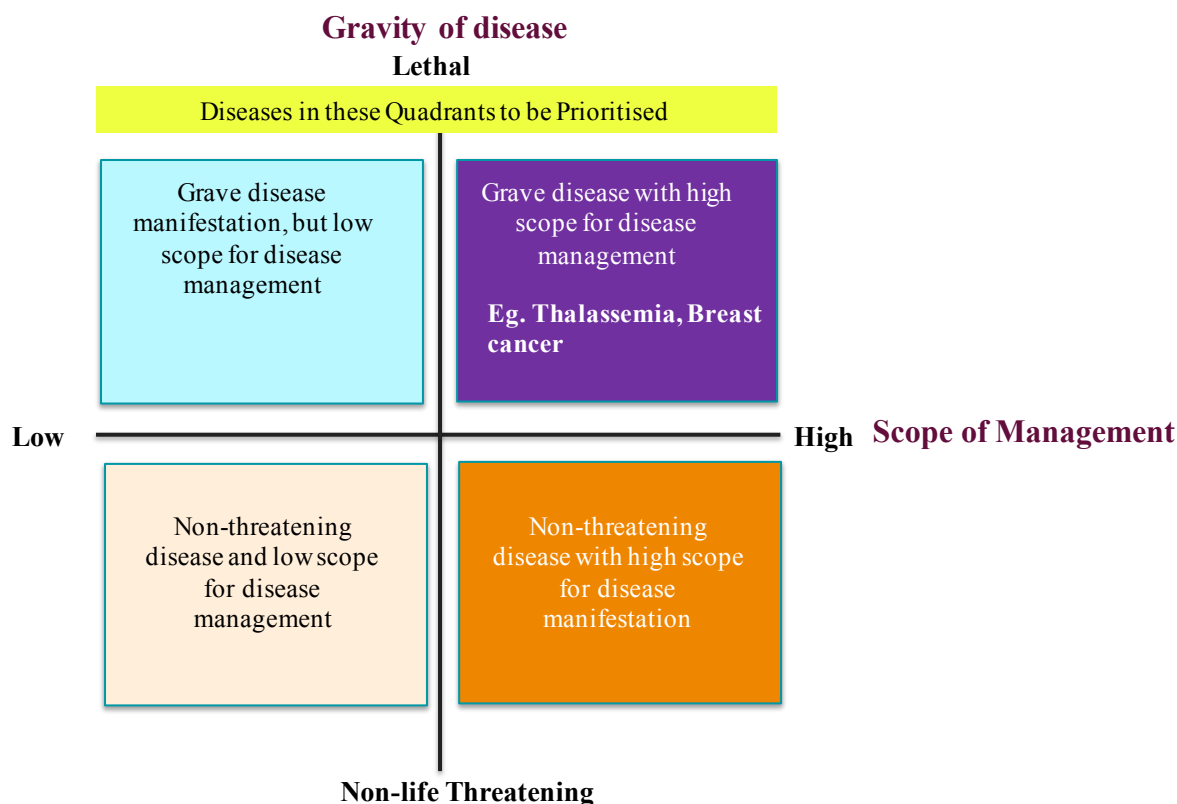 Gravity of disease
Lethal
Diseases in these Quadrants to be Prioritised
Grave disease
manifestation, but low
scope for disease
management
Grave disease with high
scope for disease
management
Eg. Thalassemia, Breast
cancer
Low
High
Scope of Management
Non-threatening
disease and low scope
for disease
management
Non-threatening
disease with high scope
for disease
manifestation
Non-life Threatening